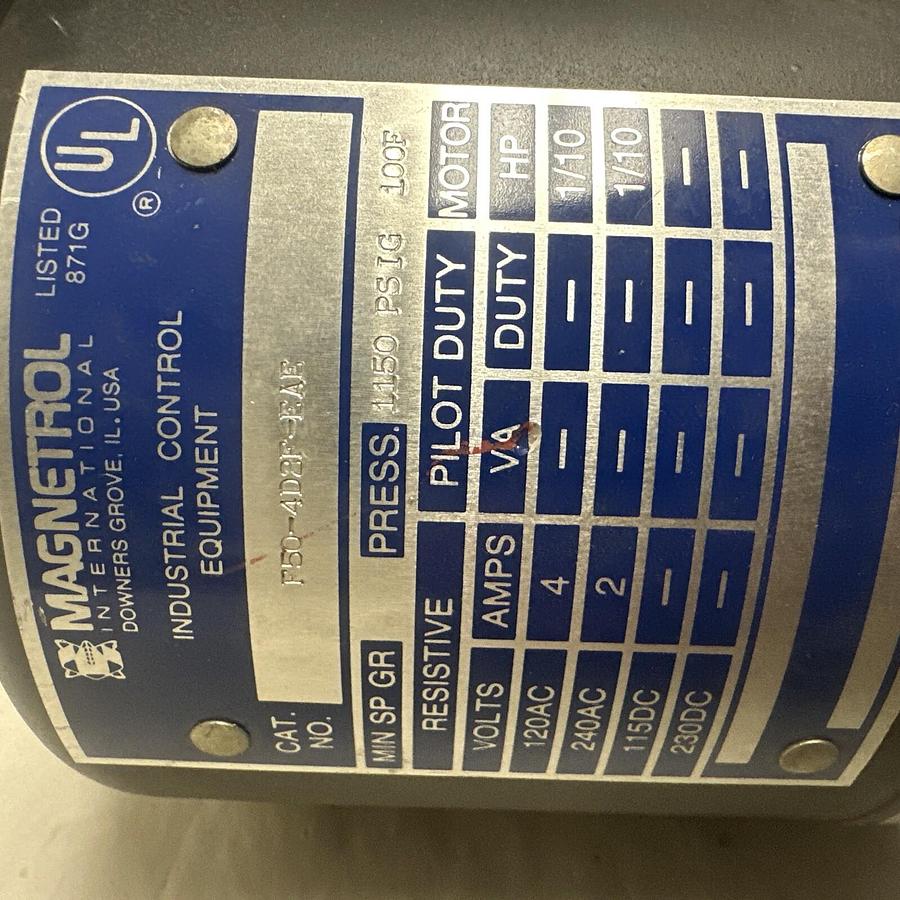 MAGNETROL
INTERNATIONAL
DOWNERS GROVE, IL. USA
LISTED
871G
UL
®
INDUSTRIAL CONTROL
EQUIPMENT
CAT.
NO.
F50-4D2F-EAE
MIN SP GR
PRESS. 1150 PSIG 100F
RESISTIVE PILOT DUTY MOTOR
VOLTS AMPS VA DUTY HP
120AC 4 — — 1/10
240AC 2 — — 1/10
115DC — — — —
230DC — — — —